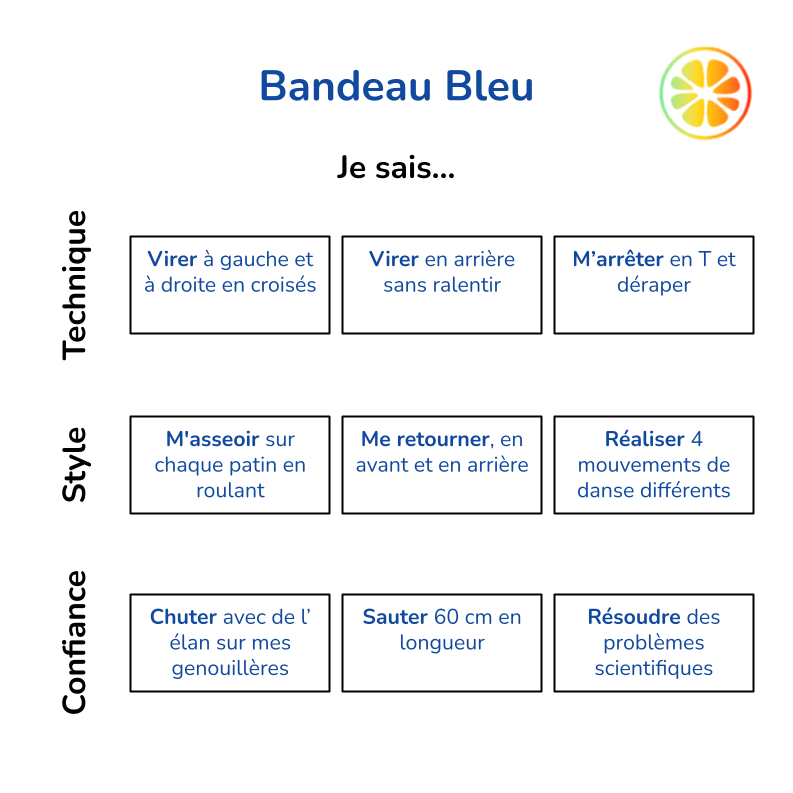 Bandeau Bleu
Je sais...
Technique
Virer à gauche et
à droite en croisés
Virer en arrière
sans ralentir
M’arrêter en T et
déraper
Style
M'asseoir sur
chaque patin en
roulant
Me retourner, en
avant et en arrière
Réaliser 4
mouvements de
danse différents
Confiance
Chuter avec de l’
élan sur mes
genouillères
Sauter 60 cm en
longueur
Résoudre des
problèmes
scientifiques